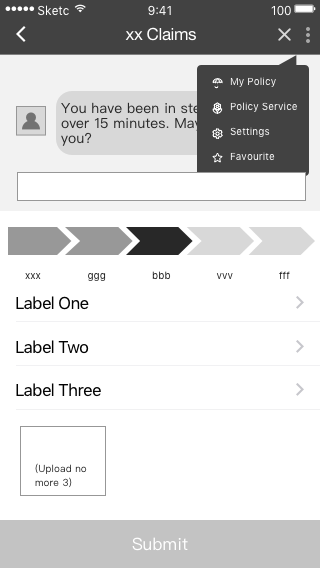 Sketc 9:41 100
xx Claims
My Policy
Policy Service
Settings
Favourite
You have been in ste
over 15 minutes. May
you?
xxx ggg bbb vvv fff
Label One
Label Two
Label Three
(Upload no
more 3)
Submit